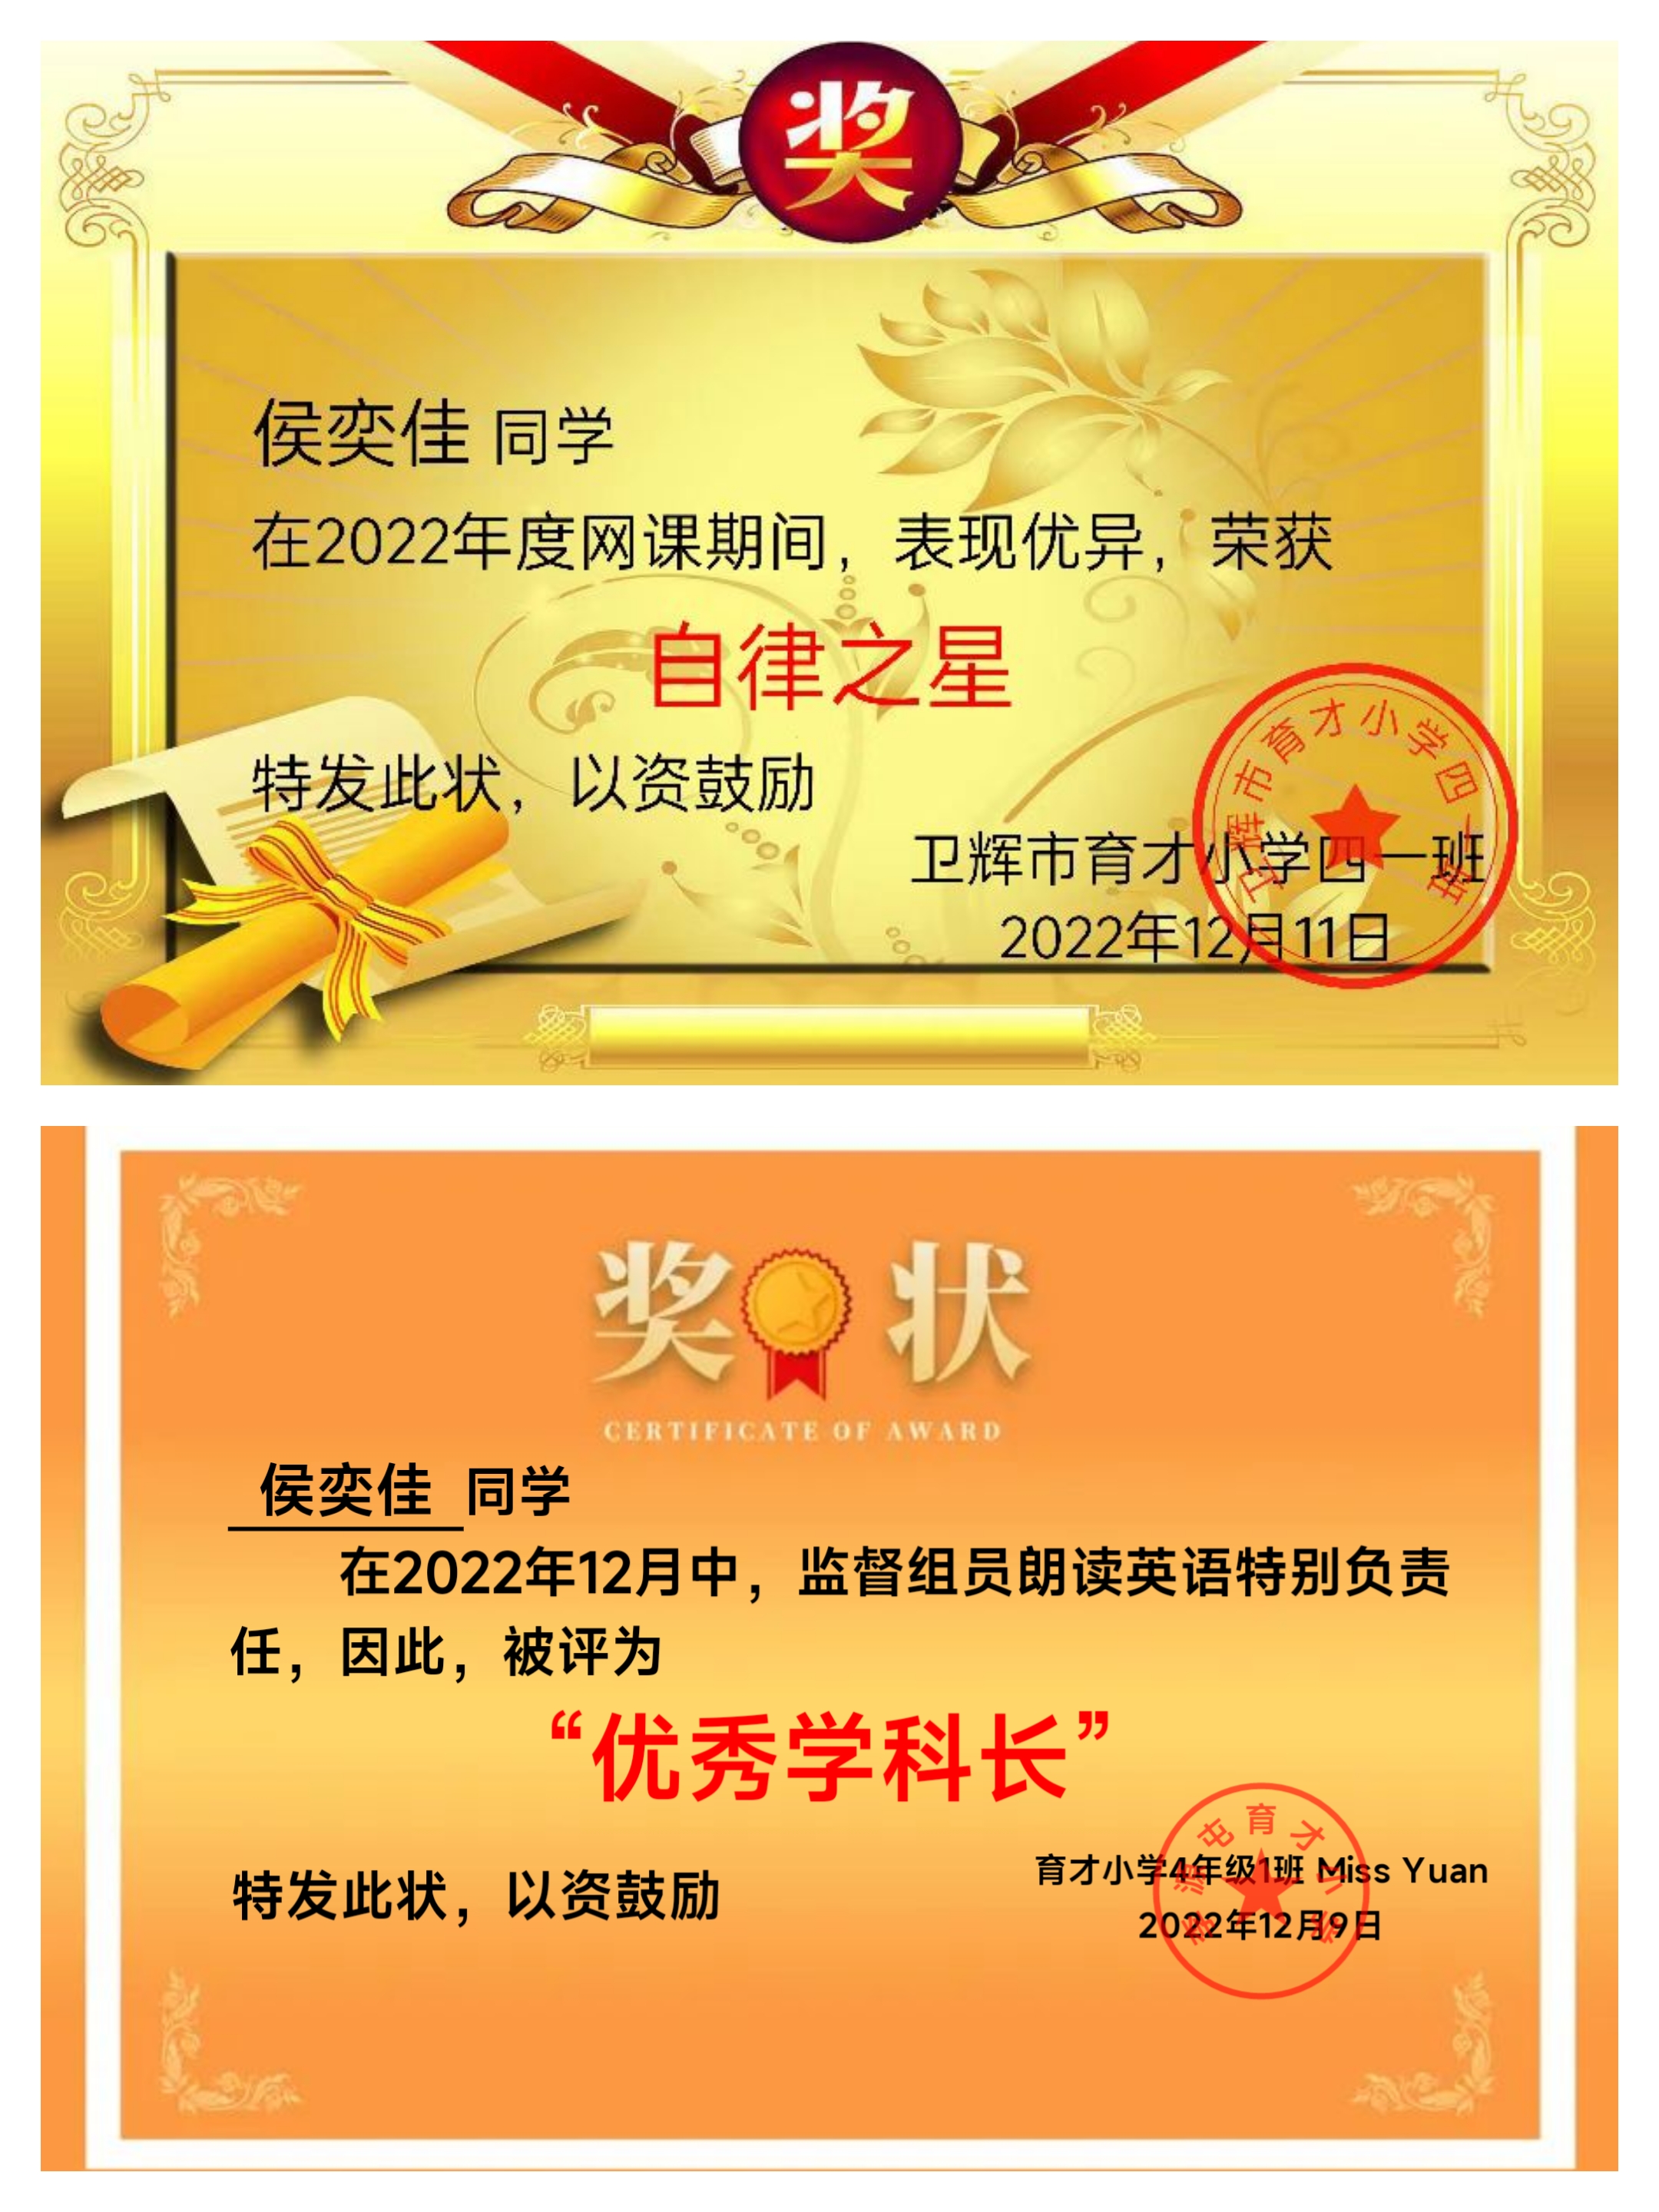 奖
侯奕佳 同学
在2022年度网课期间，表现优异，荣获
自律之星
特发此状，以资鼓励
卫辉市育才小学四一班
卫辉市育才小学四一班
2022年12月11日
奖 状
CERTIFICATE OF AWARD
侯奕佳 同学
在2022年12月中，监督组员朗读英语特别负责
任，因此，被评为
“优秀学科长”
特发此状，以资鼓励
育才小学4年级1班 Miss Yuan
2022年12月9日
屯育才小学